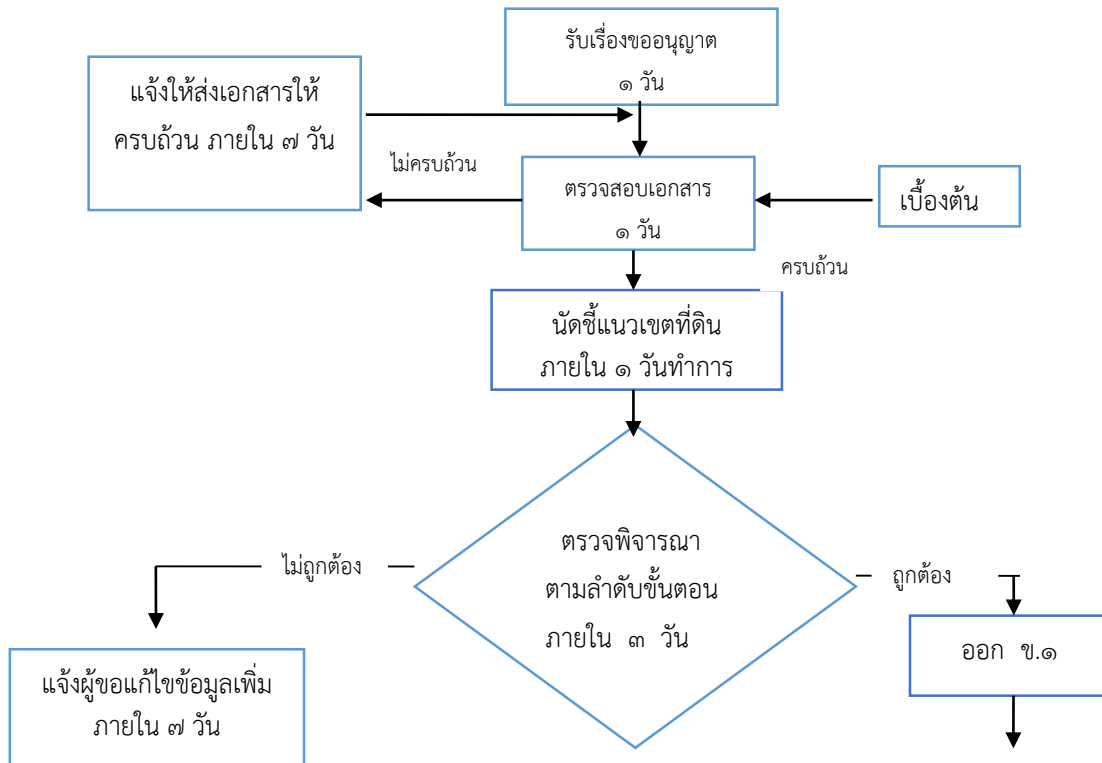 รับเรื่องขออนุญาต
๑ วัน
แจ้งให้ส่งเอกสารให้
ครบถ้วน ภายใน ๗ วัน
ไม่ครบถ้วน
ตรวจสอบเอกสาร
๑ วัน
เบื้องต้น
ครบถ้วน
นัดชี้แนวเขตที่ดิน
ภายใน ๑ วันทำการ
ตรวจพิจารณา
ตามลำดับขั้นตอน
ภายใน ๓ วัน
ไม่ถูกต้อง
ถูกต้อง
แจ้งผู้ขอแก้ไขข้อมูลเพิ่ม
ภายใน ๗ วัน
ออก ข.๑